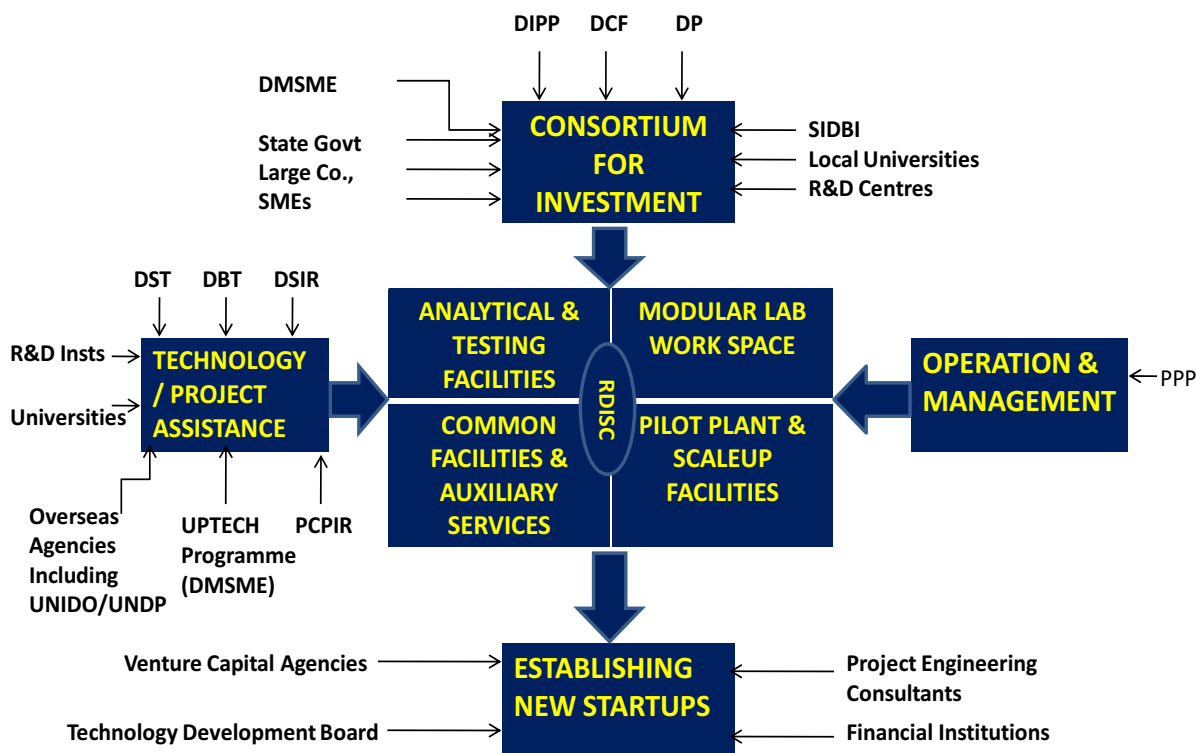 DIPP DCF DP
DMSME
State Govt
Large Co.,
SMEs
CONSORTIUM
FOR
INVESTMENT
SIDBI
Local Universities
R&D Centres
DST DBT DSIR
R&D Insts
Universities
TECHNOLOGY
/ PROJECT
ASSISTANCE
Overseas
Agencies
Including
UNIDO/UNDP
UPTECH
Programme
(DMSME)
PCPIR
ANALYTICAL &
TESTING
FACILITIES
MODULAR LAB
WORK SPACE
RDISC
COMMON
FACILITIES &
AUXILIARY
SERVICES
PILOT PLANT &
SCALEUP
FACILITIES
OPERATION &
MANAGEMENT
PPP
Venture Capital Agencies
Technology Development Board
ESTABLISHING
NEW STARTUPS
Project Engineering
Consultants
Financial Institutions